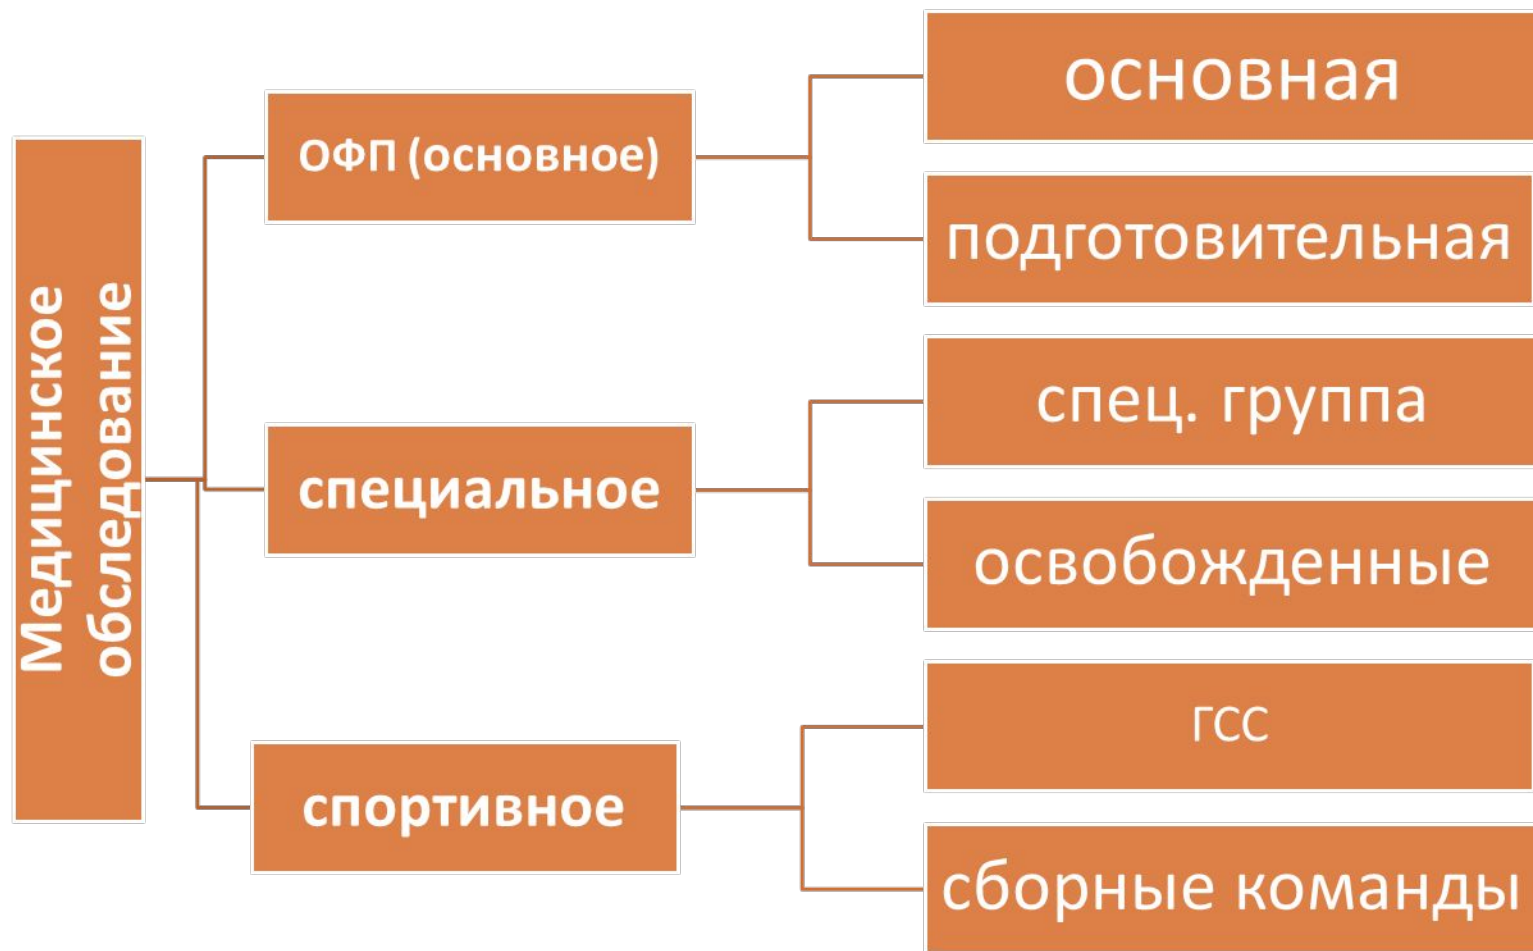 Медицинское
обследование
ОФП (основное)
основная
подготовительная
специальное
спец. группа
освобожденные
спортивное
ГСС
сборные команды